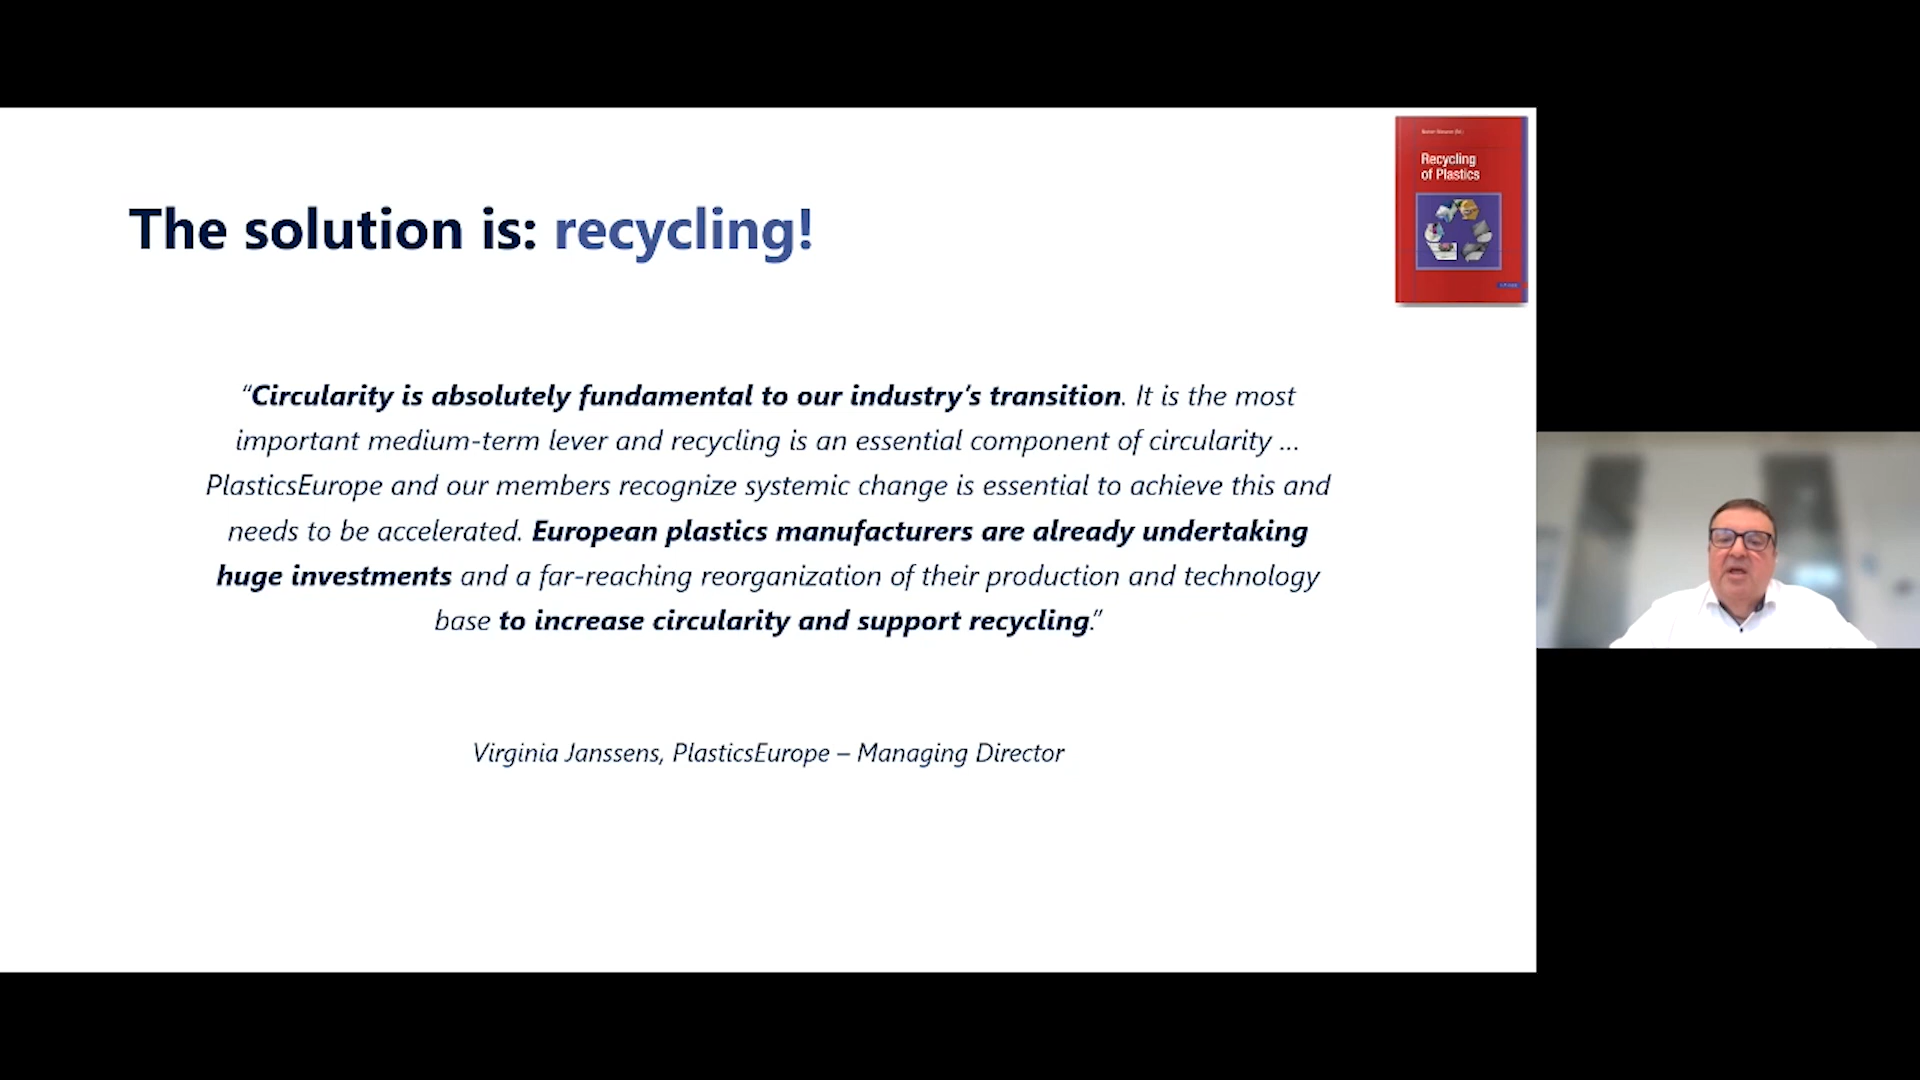 The solution is: recycling!
Recycling
of Plastics
“Circularity is absolutely fundamental to our industry’s transition. It is the most
important medium-term lever and recycling is an essential component of circularity ...
PlasticsEurope and our members recognize systemic change is essential to achieve this and
needs to be accelerated. European plastics manufacturers are already undertaking
huge investments and a far-reaching reorganization of their production and technology
base to increase circularity and support recycling.”
Virginia Janssens, PlasticsEurope – Managing Director